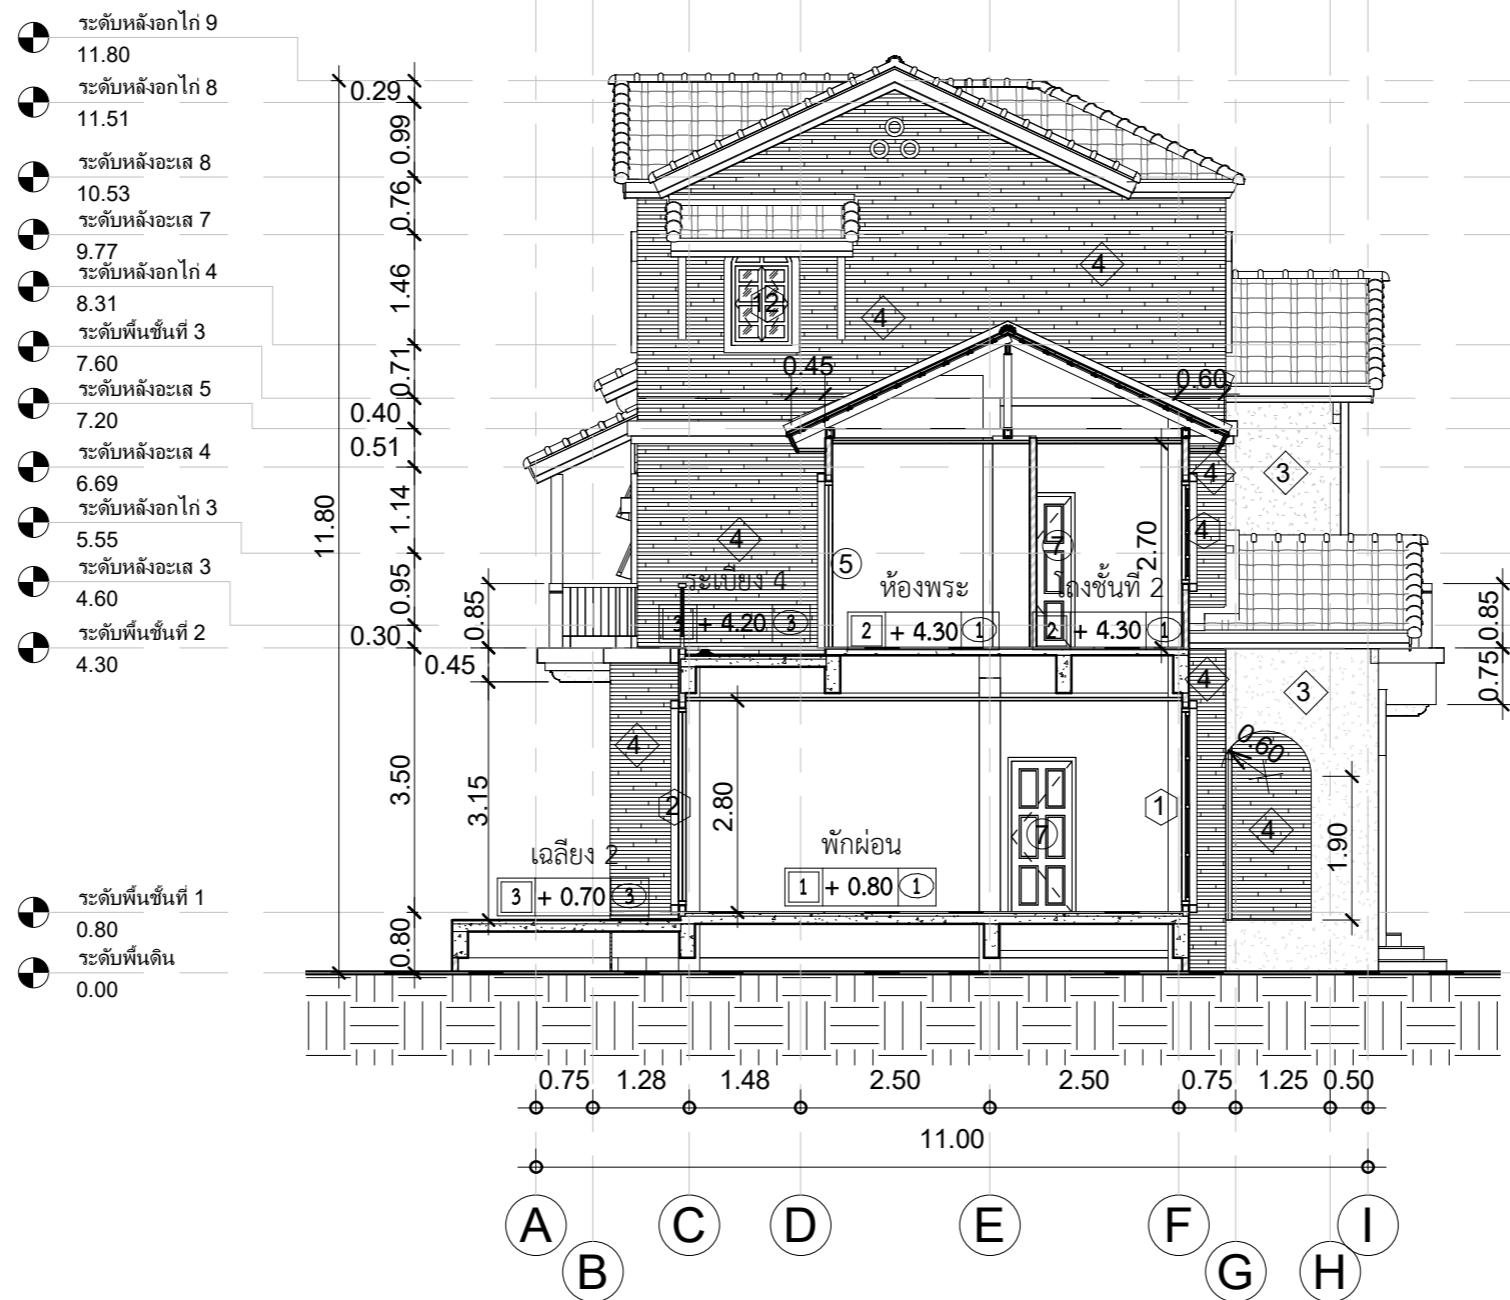 ระดับหลังอกไก่ 9
11.80
ระดับหลังอกไก่ 8
11.51
ระดับหลังอะเส 8
10.53
ระดับหลังอะเส 7
9.77
ระดับหลังอกไก่ 4
8.31
ระดับพื้นชั้นที่ 3
7.60
ระดับหลังอะเส 5
7.20
ระดับหลังอะเส 4
6.69
ระดับหลังอกไก่ 3
5.55
ระดับหลังอะเส 3
4.60
ระดับพื้นชั้นที่ 2
4.30
ระดับพื้นชั้นที่ 1
0.80
ระดับพื้นดิน
0.00
11.80
0.29
0.99
0.76
1.46
0.71
0.40
0.51
1.14
0.95
0.30
3.50
0.80
0.85
0.45
3.15
12
4
4
0.45
0.60
4
3
4
4
5
7
2.70
ระเบียง 4
3 + 4.20 3
ห้องพระ
2 + 4.30 1
โถงชั้นที่ 2
2 + 4.30 1
0.85
0.75
4
3
4
0.60
2
2.80
1
7
4
1.90
เฉลียง 2
3 + 0.70 3
พักผ่อน
1 + 0.80 1
0.75 1.28 1.48 2.50 2.50 0.75 1.25 0.50
11.00
A B C D E F G H I